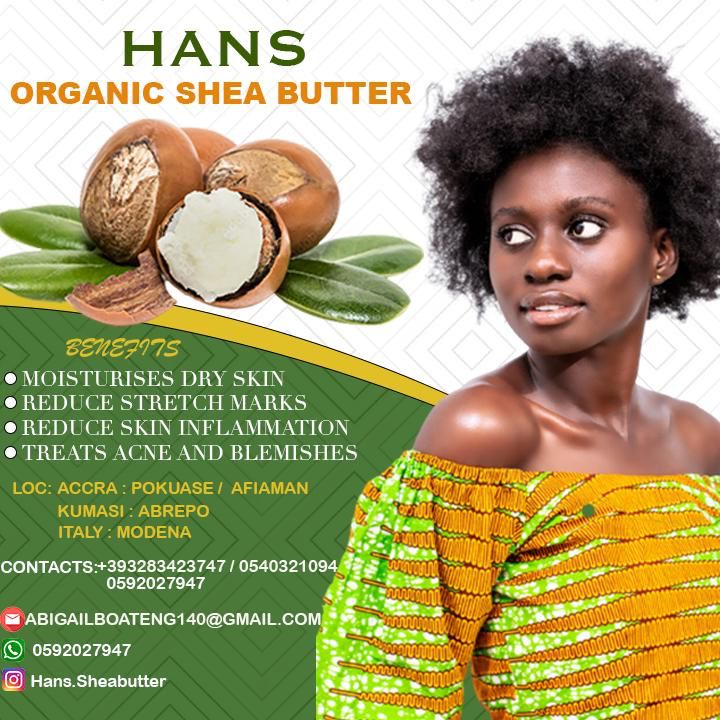 HANS
ORGANIC SHEA BUTTER
BENEFITS
MOISTURISES DRY SKIN
REDUCE STRETCH MARKS
REDUCE SKIN INFLAMMATION
TREATS ACNE AND BLEMISHES
LOC: ACCRA : POKUASE / AFIAMAN
KUMASI : ABREPO
ITALY : MODENA
CONTACTS:+393283423747 / 0540321094
0592027947
ABIGAILBOATENG140@GMAIL.COM
0592027947
Hans.Sheabutter